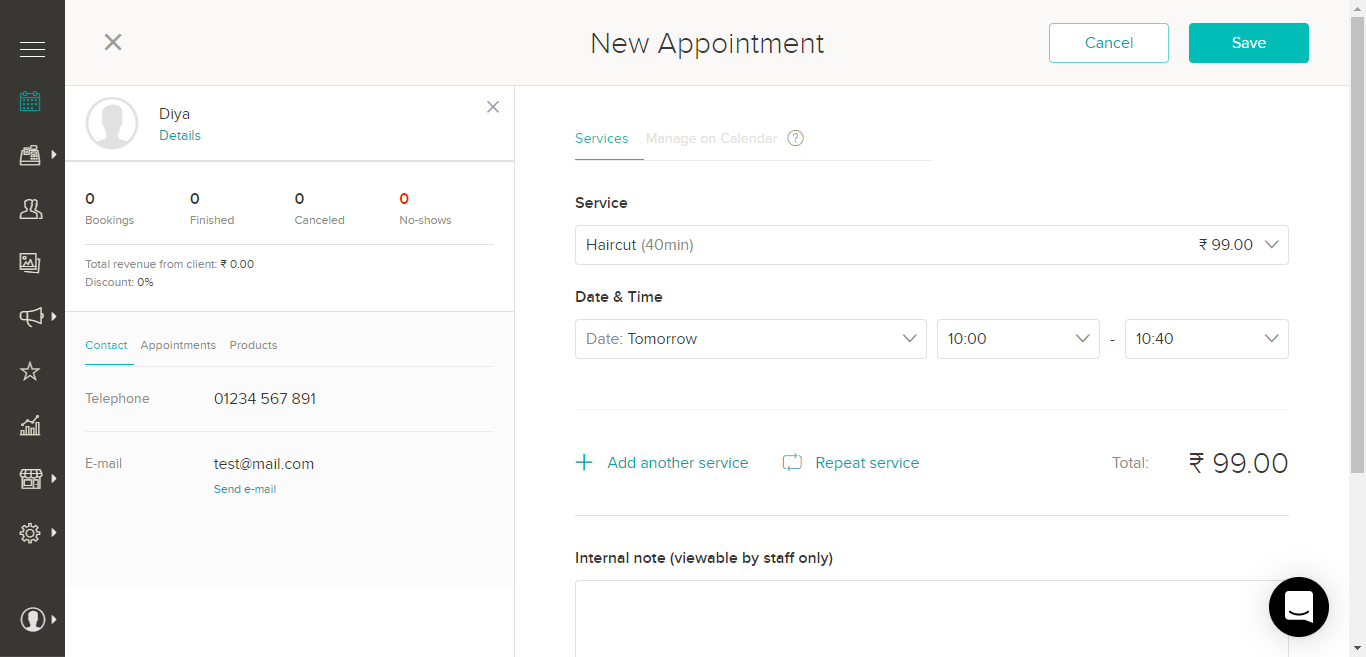 New Appointment
Cancel
Save
Diya
Details
0 0 0 0
Bookings Finished Canceled No-shows
Total revenue from client: ₹ 0.00
Discount: 0%
Contact Appointments Products
Telephone 01234 567 891
E-mail test@mail.com
Send e-mail
Services Manage on Calendar ?
Service
Haircut (40min) ₹ 99.00
Date & Time
Date: Tomorrow 10:00 - 10:40
+ Add another service Repeat service Total: ₹ 99.00
Internal note (viewable by staff only)